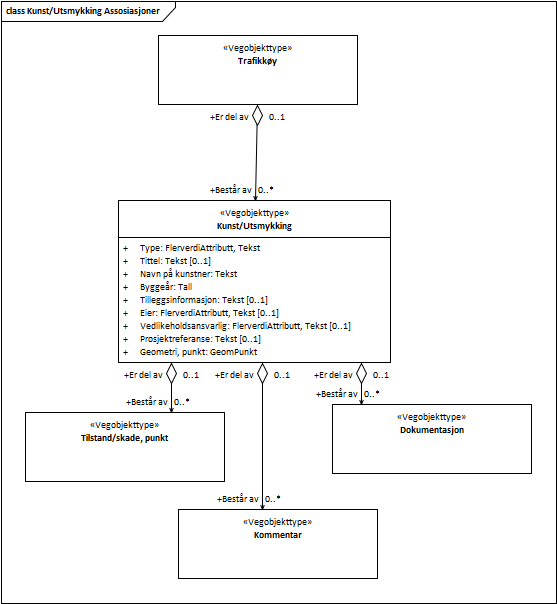 class Kunst/Utsmykking Assosiasjoner
«Vegobjekttype»
Trafikkøy
+Er del av 0..1
+Består av 0..*
«Vegobjekttype»
Kunst/Utsmykking
+ Type: FlerverdiAttributt, Tekst
+ Tittel: Tekst [0..1]
+ Navn på kunstner: Tekst
+ Byggeår: Tall
+ Tilleggsinformasjon: Tekst [0..1]
+ Eier: FlerverdiAttributt, Tekst [0..1]
+ Vedlikeholdsansvarlig: FlerverdiAttributt, Tekst [0..1]
+ Prosjektreferanse: Tekst [0..1]
+ Geometri, punkt: GeomPunkt
+Er del av 0..1 +Er del av 0..1 +Er del av 0..1
+Består av 0..*
+Består av 0..*
«Vegobjekttype»
Tilstand/skade, punkt
«Vegobjekttype»
Dokumentasjon
+Består av 0..*
«Vegobjekttype»
Kommentar